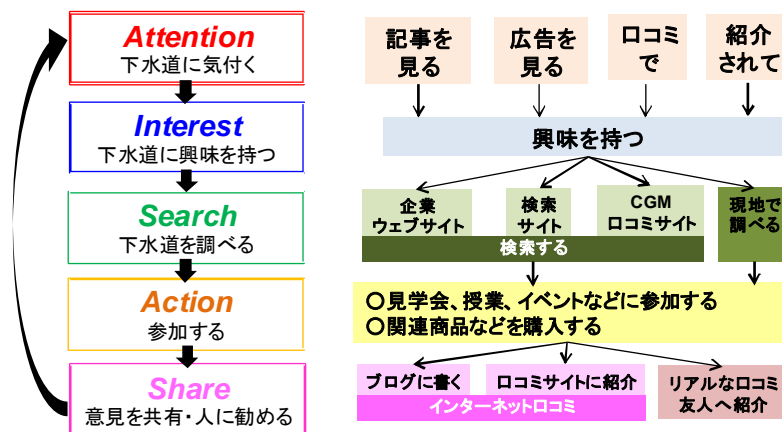 Attention
下水道に気付く
Interest
下水道に興味を持つ
Search
下水道を調べる
Action
参加する
Share
意見を共有・人に勧める
記事を
見る
広告を
見る
口コミ
で
紹介
されて
興味を持つ
企業
ウェブサイト
検索
サイト
CGM
口コミサイト
現地で
調べる
検索する
○見学会、授業、イベントなどに参加する
○関連商品などを購入する
ブログに書く
口コミサイトに紹介
リアルな口コミ
友人へ紹介
インターネット口コミ